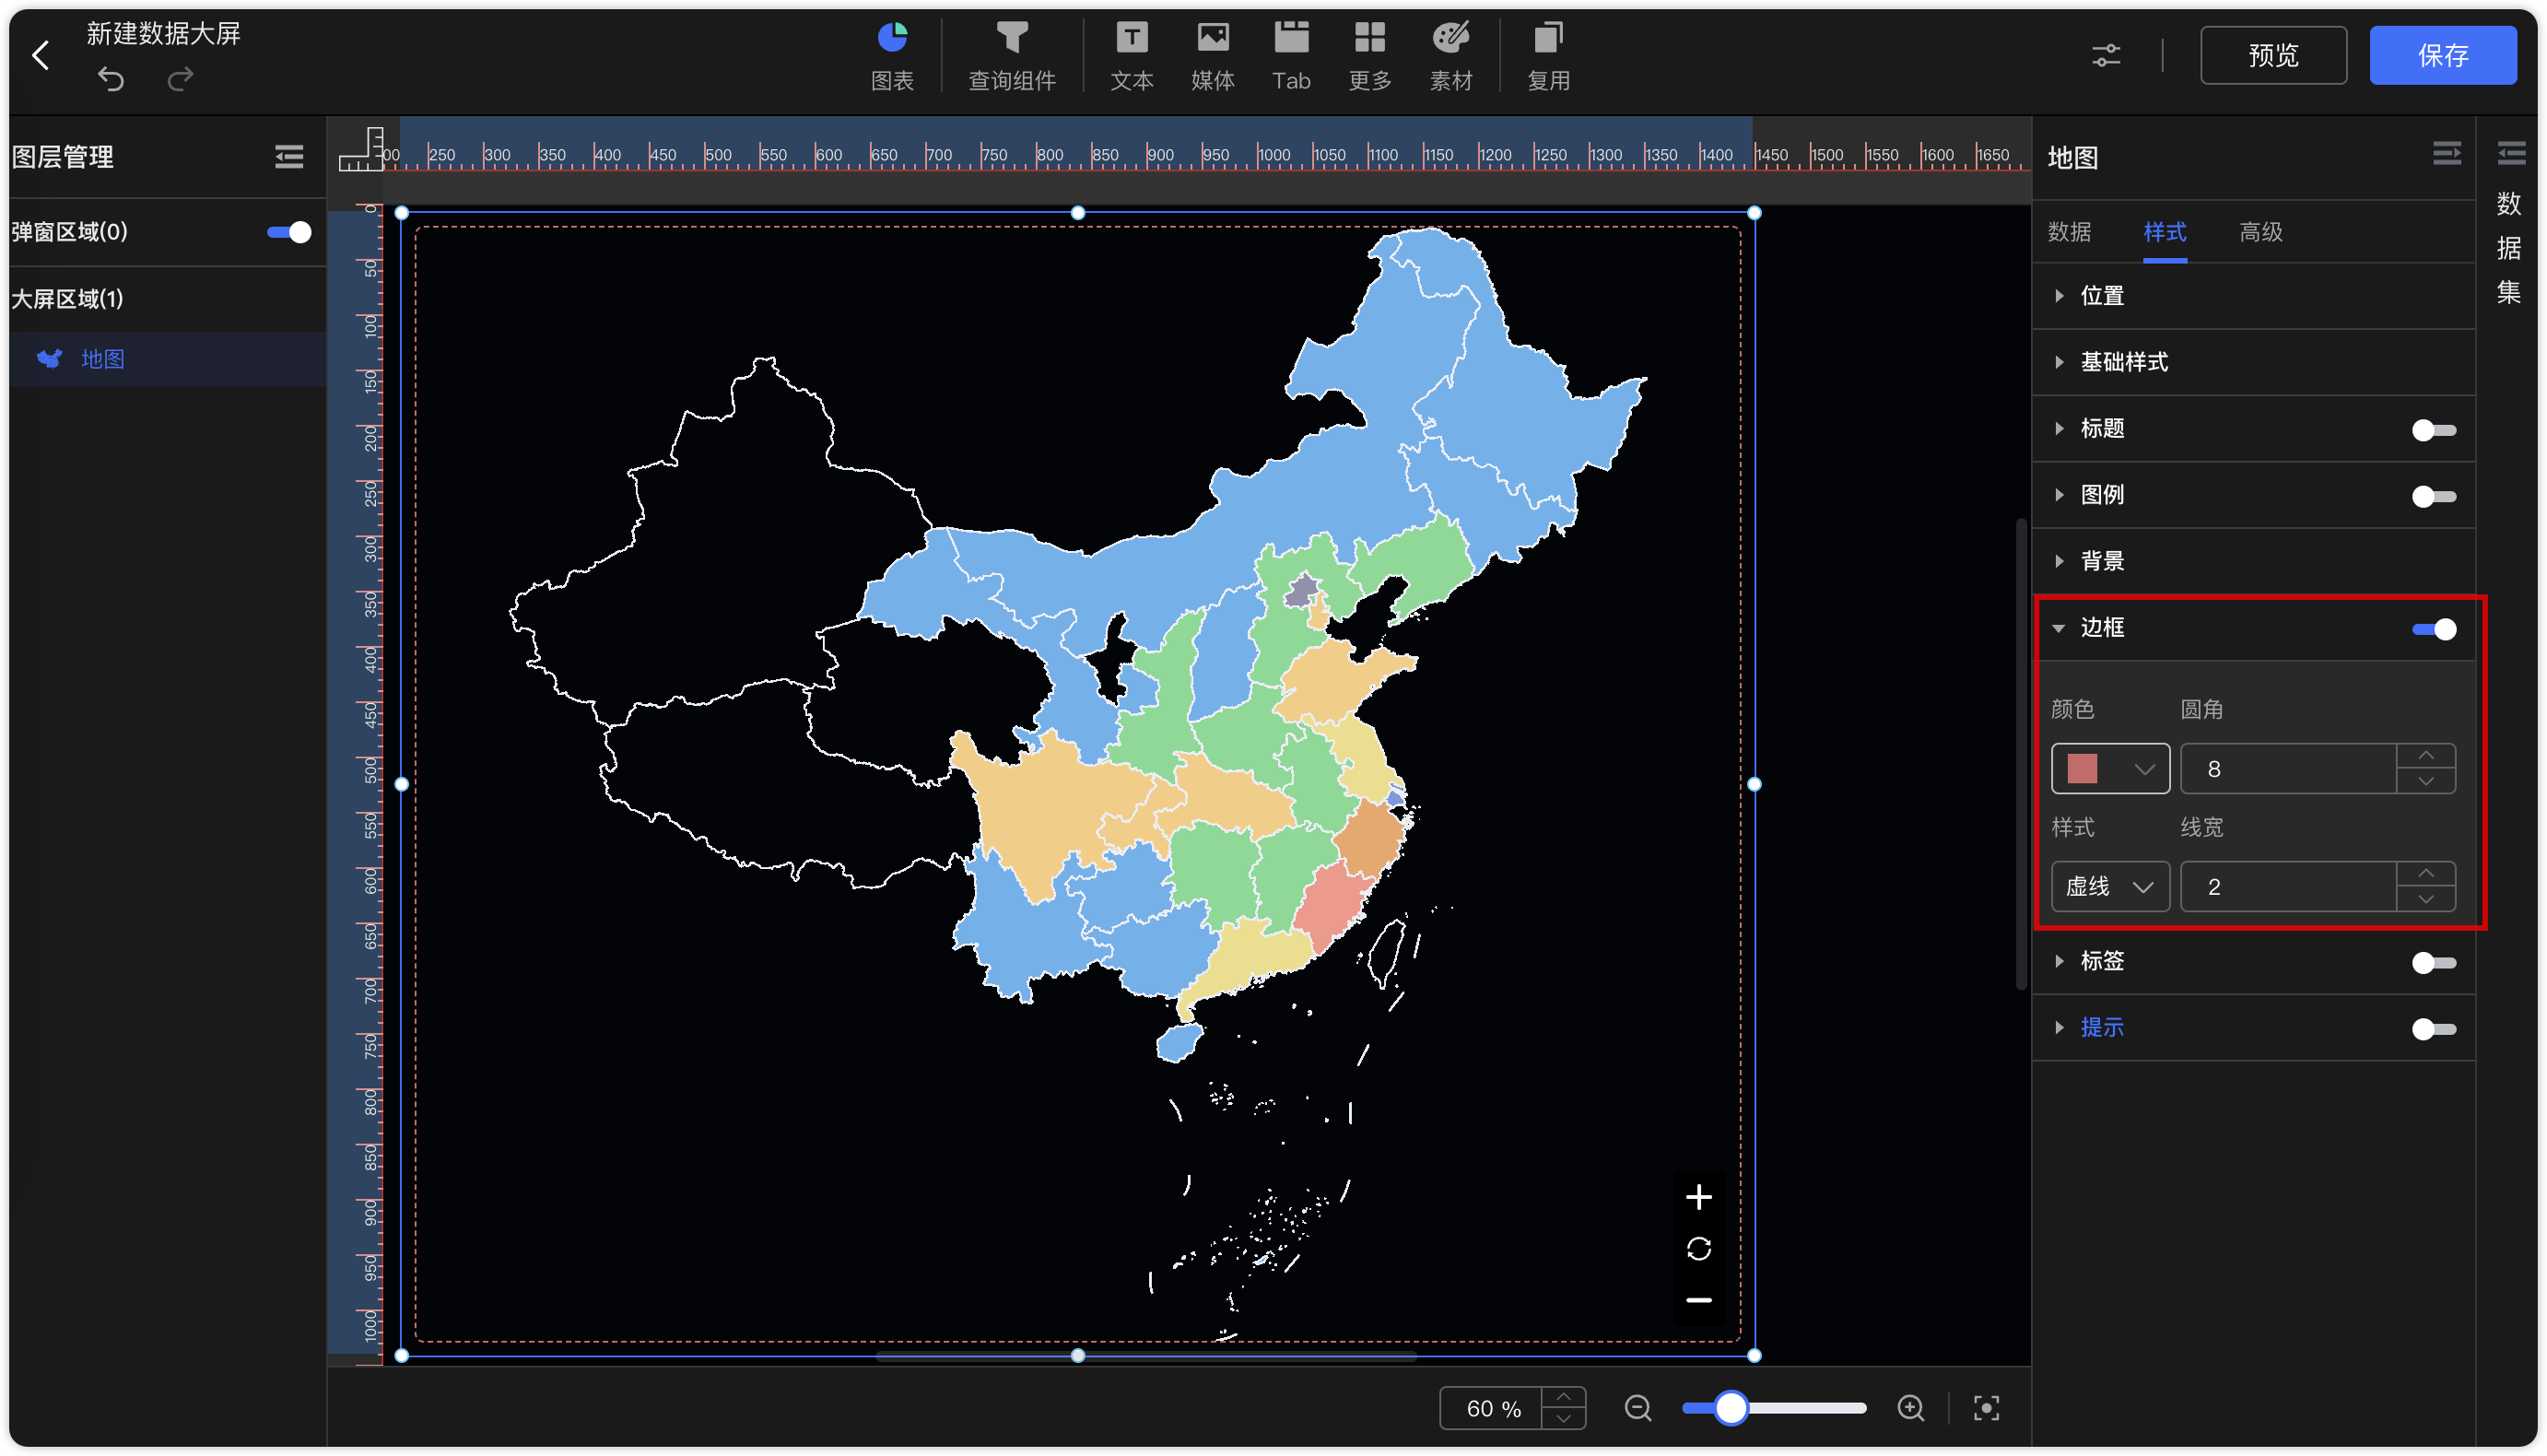 新建数据大屏
图表
查询组件
文本
媒体
Tab
更多
素材
复用
预览
保存
图层管理
弹窗区域(0)
大屏区域(1)
地图
00 250 300 350 400 450 500 550 600 650 700 750 800 850 900 950 1000 1050 1100 1150 1200 1250 1300 1350 1400 1450 1500 1550 1600 1650
0
50
100
150
200
250
300
350
400
450
500
550
600
650
700
750
800
850
900
950
1000
60 %
地图
数据 样式 高级
位置
基础样式
标题
图例
背景
边框
颜色 圆角
8
样式 线宽
虚线 2
标签
提示
数
据
集